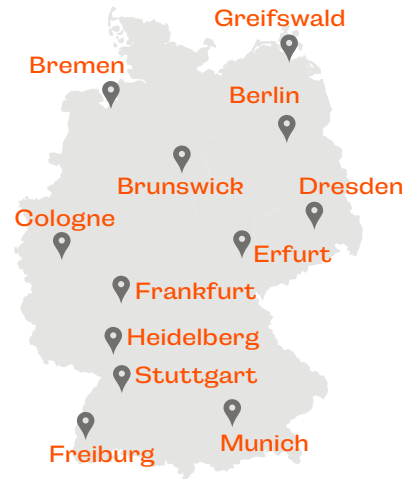 Greifswald
Bremen
Berlin
Brunswick
Dresden
Cologne
Erfurt
Frankfurt
Heidelberg
Stuttgart
Munich
Freiburg